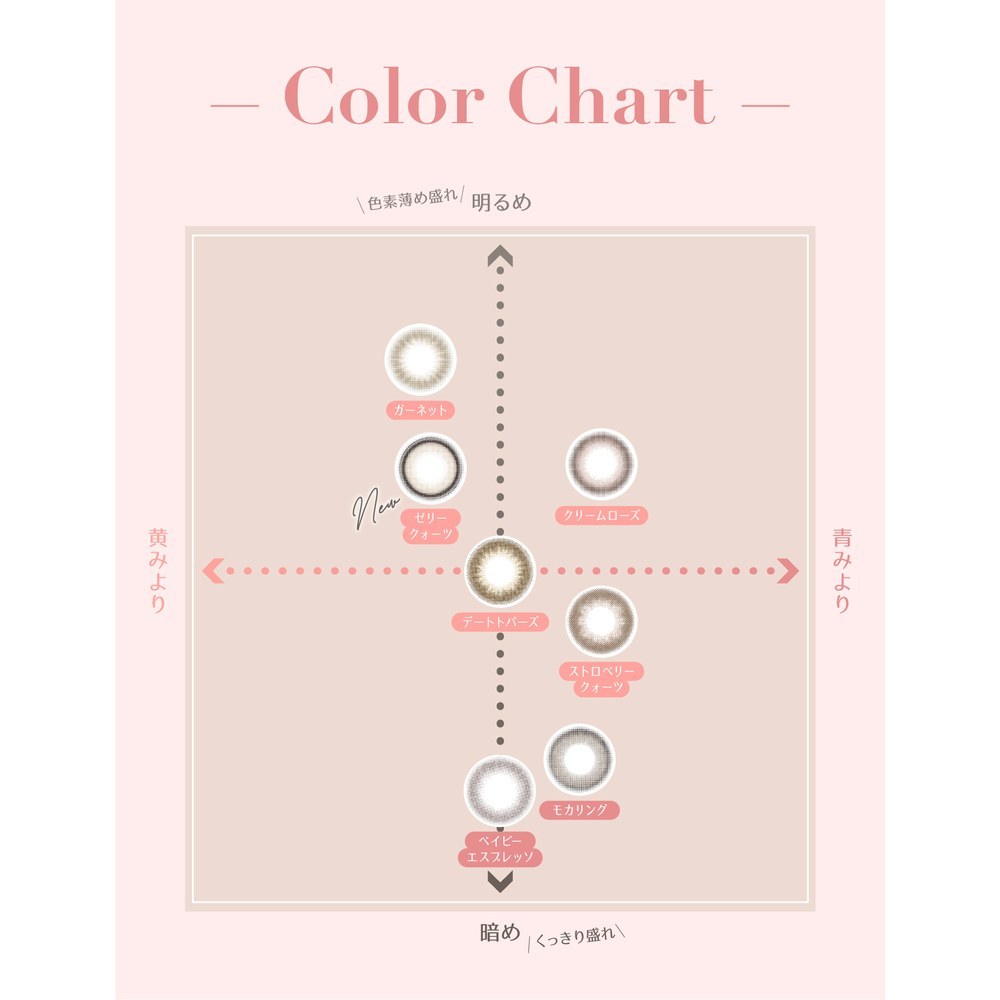 Color Chart
色素薄め盛れ 明るめ
ガーネット
New
ゼリー
クォーツ
クリームローズ
黄みより
青みより
デートトパーズ
ストロベリー
クォーツ
モカリング
ベイビー
エスプレッソ
暗め くっきり盛れ